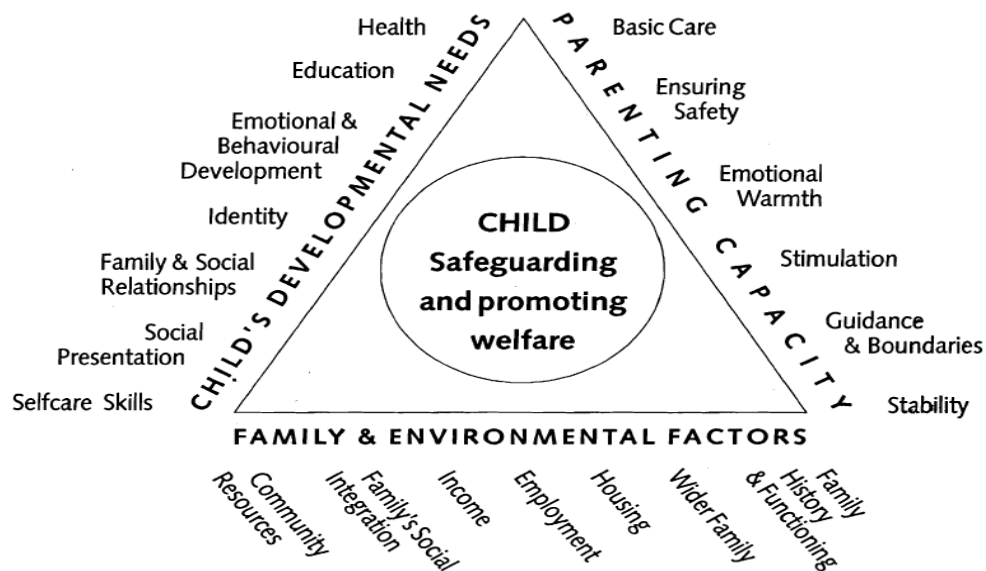 Health
Education
Emotional &
Behavioural
Development
Identity
Family & Social
Relationships
Social
Presentation
Selfcare Skills
CHILD'S DEVELOPMENTAL NEEDS
PARENTING CAPACITY
Basic Care
Ensuring
Safety
Emotional
Warmth
Stimulation
Guidance
& Boundaries
Stability
CHILD
Safeguarding
and promoting
welfare
FAMILY & ENVIRONMENTAL FACTORS
Community
Resources
Family's Social
Integration
Income
Employment
Housing
Wider Family
Family
History
& Functioning